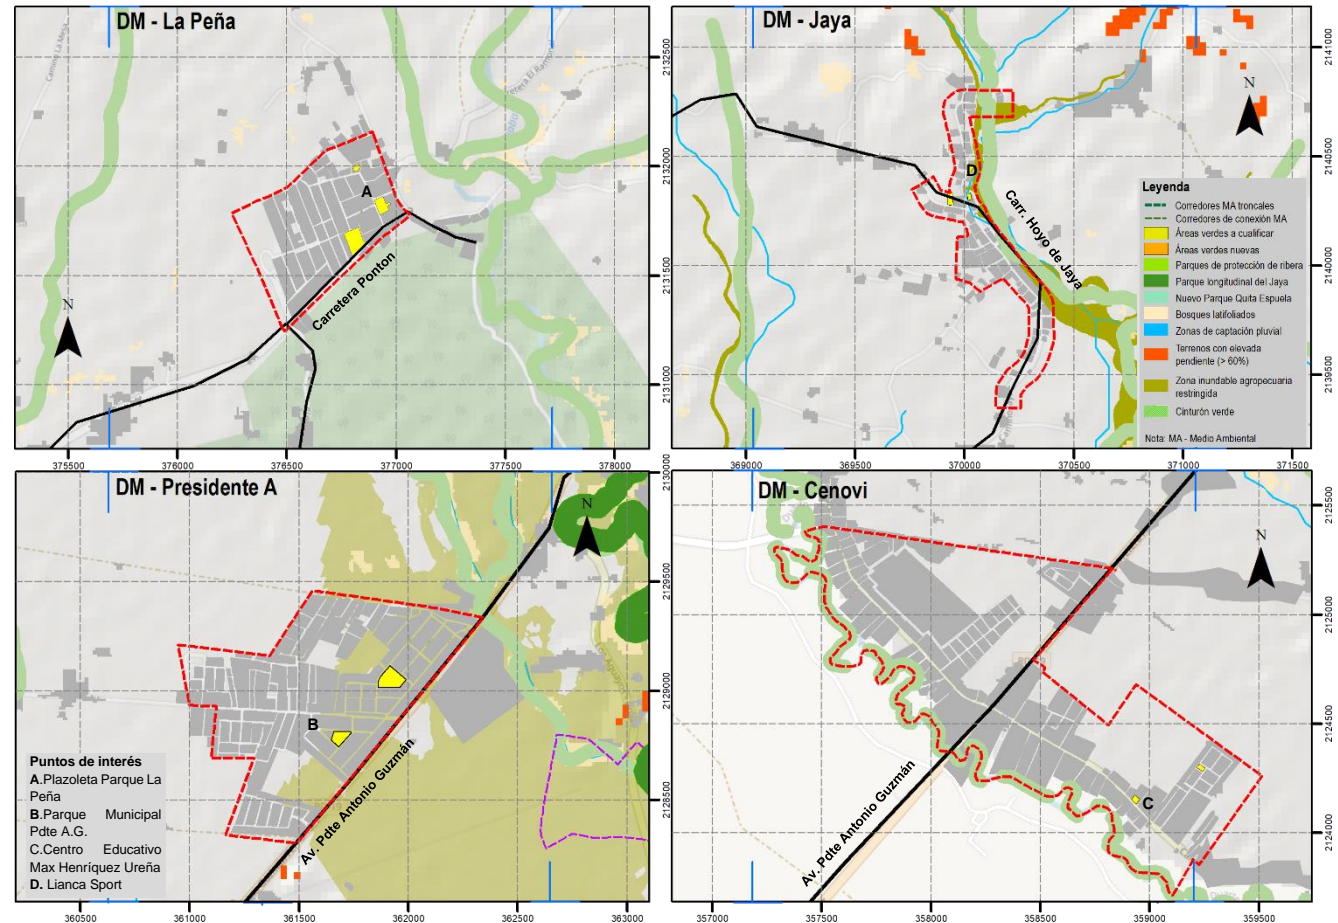 DM - La Peña
Camino La Mesa
A
Carretera Ponton
N
2132500
2132000
2131500
2131000
375500
376000
376500
377000
377500
378000
DM - Jaya
D
Carr. Hoyo de Jaya
N
2141000
2140500
2140000
2139500
369000
369500
370000
370500
371000
371500
Leyenda
Corredores MA troncales
Corredores de conexión MA
Áreas verdes a cualificar
Áreas verdes nuevas
Parques de protección de ribera
Parque longitudinal del Jaya
Nuevo Parque Quita Espuela
Bosques latifoliados
Zonas de captación pluvial
Terrenos con elevada
pendiente (> 60%)
Zona inundable agropecuaria
restringida
Cinturón verde
Nota: MA - Medio Ambiental
DM - Presidente A
B
Av. Pdte Antonio Guzmán
N
2130000
2129500
2129000
2128500
360500
361000
361500
362000
362500
363000
Puntos de interés
A.Plazoleta Parque La
Peña
B.Parque Municipal
Pdte A.G.
C.Centro Educativo
Max Henríquez Ureña
D. Lianca Sport
DM - Cenovi
C
Av. Pdte Antonio Guzmán
N
2125500
2125000
2124500
2124000
357000
357500
358000
358500
359000
359500